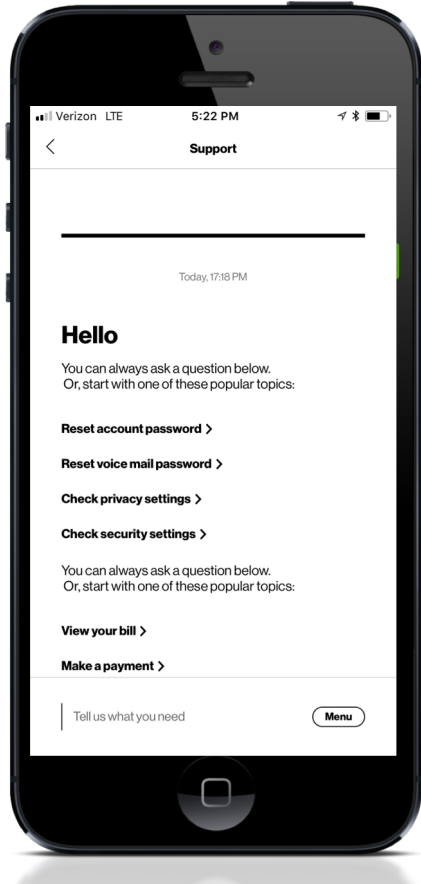 Verizon LTE 5:22 PM
Support
Today, 17:18 PM
Hello
You can always ask a question below.
Or, start with one of these popular topics:
Reset account password >
Reset voice mail password >
Check privacy settings >
Check security settings >
You can always ask a question below.
Or, start with one of these popular topics:
View your bill >
Make a payment >
Tell us what you need
Menu